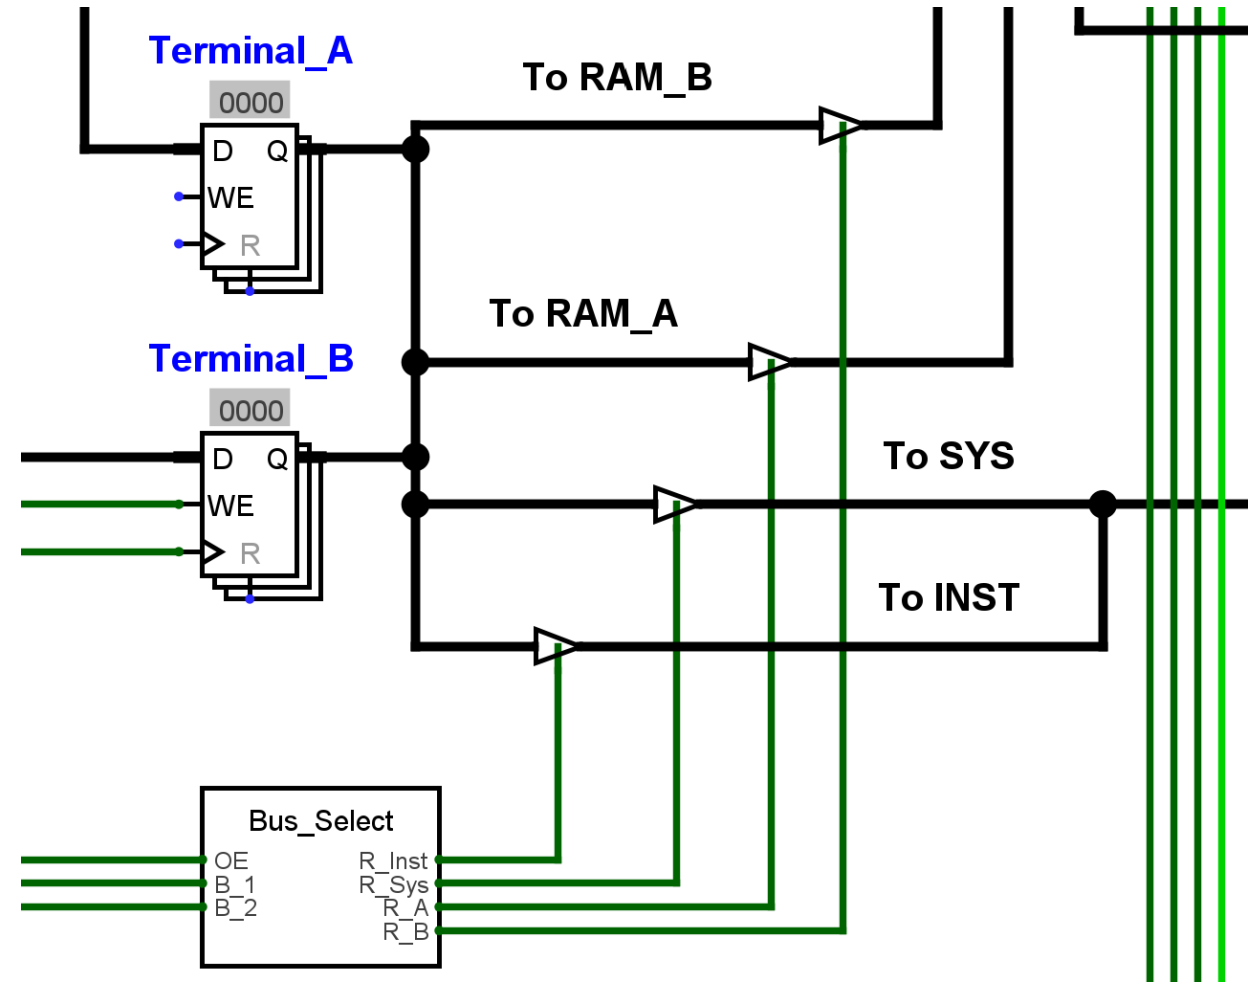 Terminal_A
0000
D Q
WE
R
To RAM_B
To RAM_A
Terminal_B
0000
D Q
WE
R
To SYS
To INST
Bus_Select
OE R_Inst
B_1 R_Sys
B_2 R_A
R_B